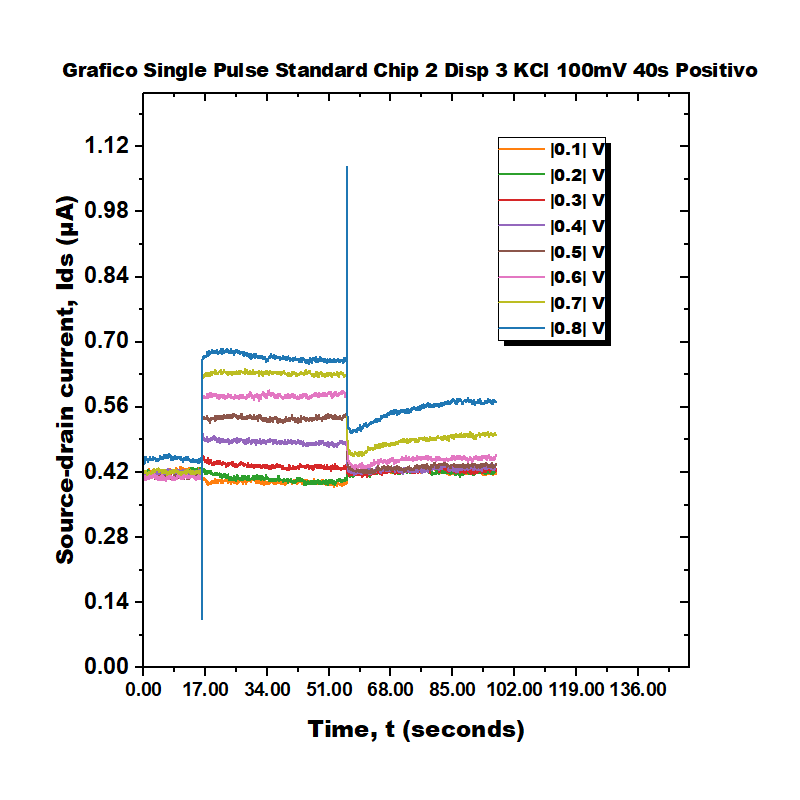 Grafico Single Pulse Standard Chip 2 Disp 3 KCl 100mV 40s Positivo
1.12
0.98
0.84
0.70
0.56
0.42
0.28
0.14
0.00
Source-drain current, Ids (µA)
|0.1| V
|0.2| V
|0.3| V
|0.4| V
|0.5| V
|0.6| V
|0.7| V
|0.8| V
0.00 17.00 34.00 51.00 68.00 85.00 102.00 119.00 136.00
Time, t (seconds)